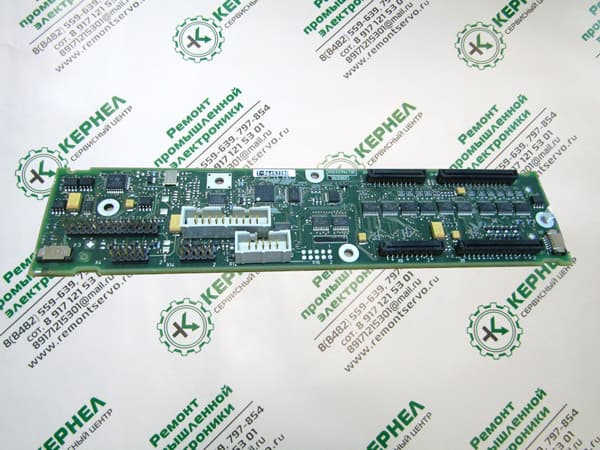 КЕРНЕЛ
СЕРВИСНЫЙ ЦЕНТР
Ремонт
промышленной
электроники
8(8482) 559-639, 797-854
сот. 8 917 121 53 01
89171215301@mail.ru
www.remontservo.ru